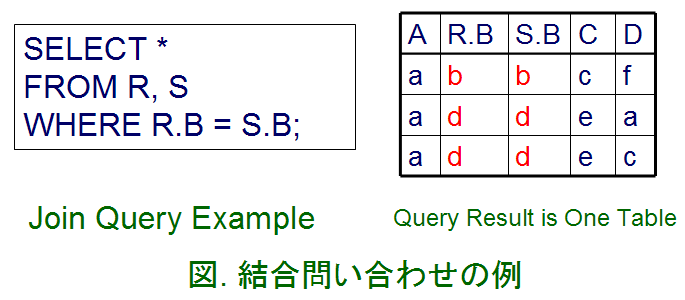 SELECT *
FROM R, S
WHERE R.B = S.B;
A R.B S.B C D
a b b c f
a d d e a
a d d e c
Join Query Example
Query Result is One Table
図. 結合問い合わせの例